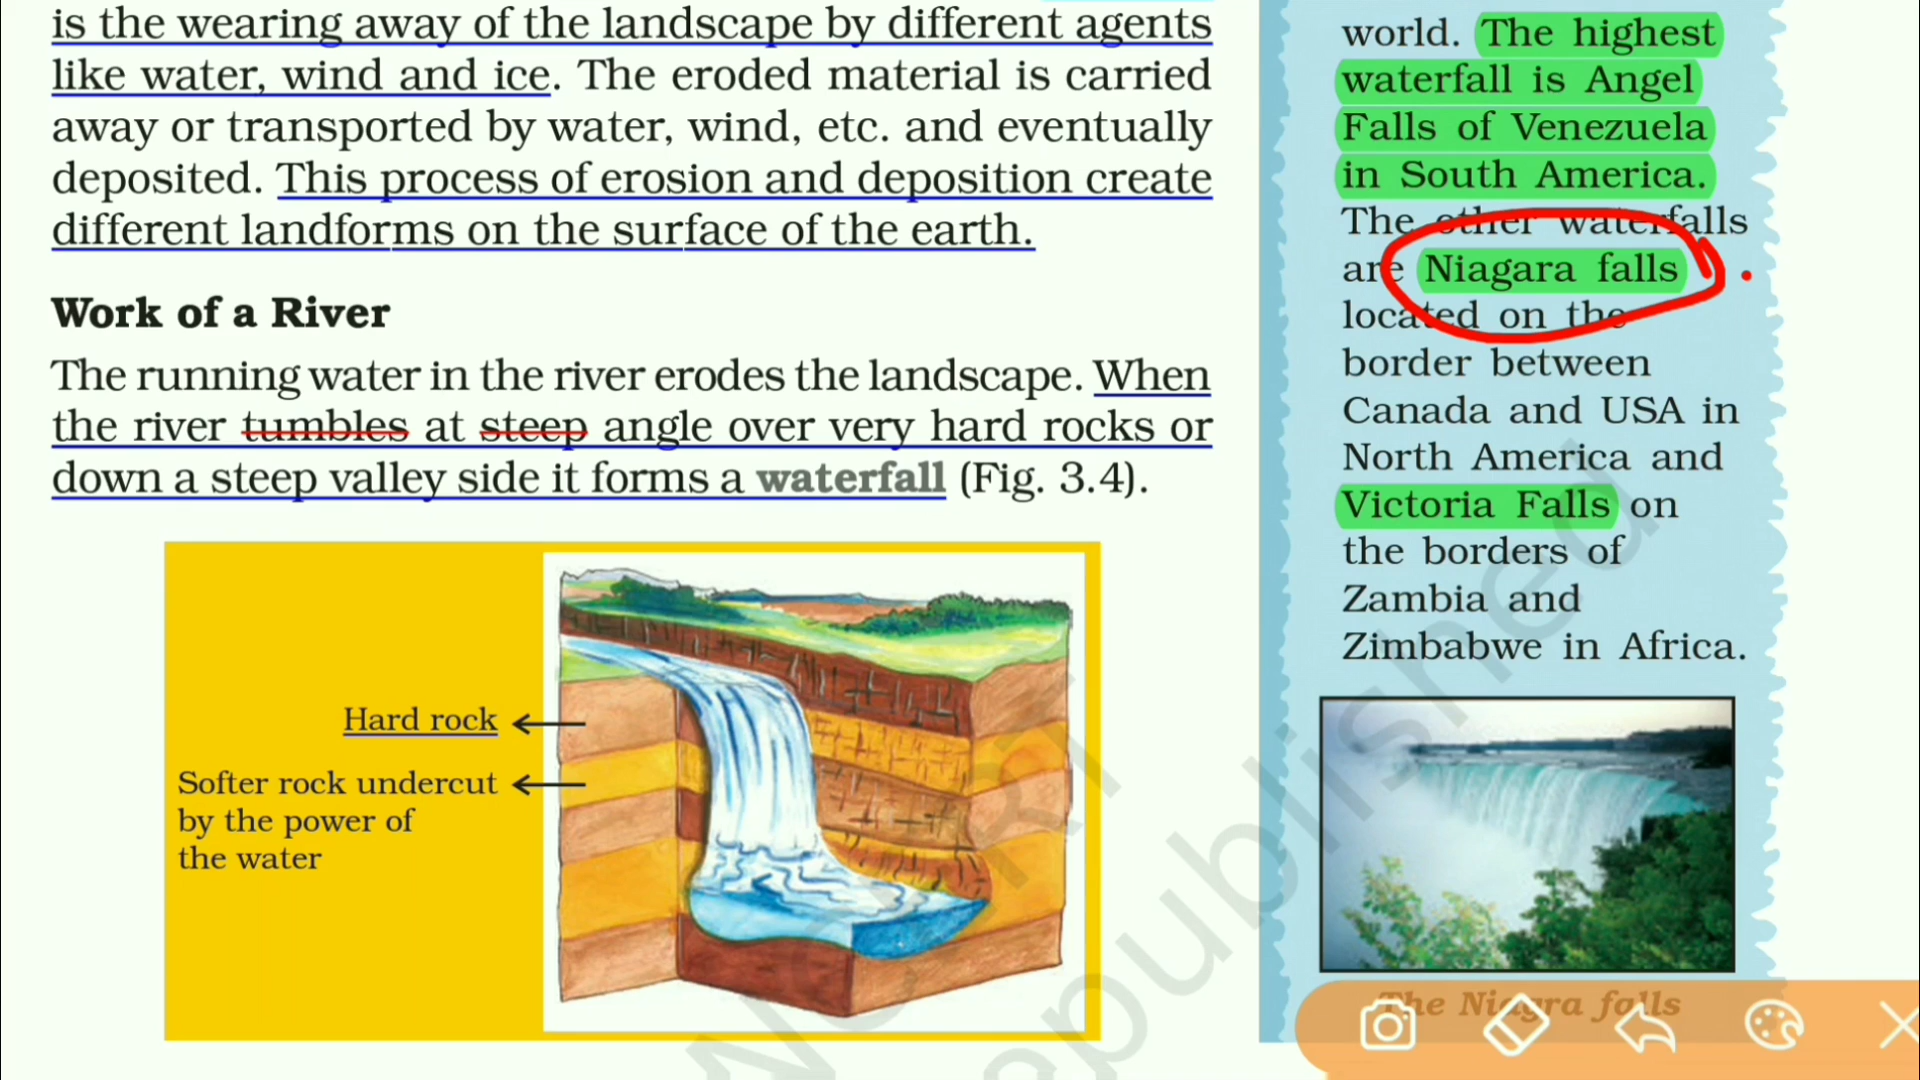 is the wearing away of the landscape by different agents
like water, wind and ice. The eroded material is carried
away or transported by water, wind, etc. and eventually
deposited. This process of erosion and deposition create
different landforms on the surface of the earth.
Work of a River
The running water in the river erodes the landscape. When
the river tumbles at steep angle over very hard rocks or
down a steep valley side it forms a waterfall (Fig. 3.4).
Hard rock
Softer rock undercut
by the power of
the water
world. The highest
waterfall is Angel
Falls of Venezuela
in South America.
The other waterfalls
are Niagara falls
located on the
border between
Canada and USA in
North America and
Victoria Falls on
the borders of
Zambia and
Zimbabwe in Africa.
The Niagra falls
published